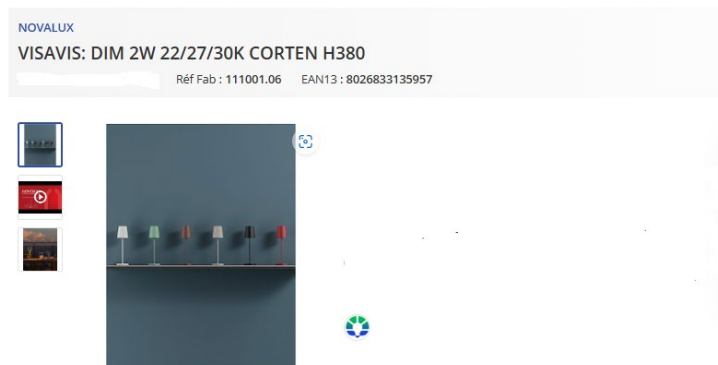 NOVALUX
VISAVIS: DIM 2W 22/27/30K CORTEN H380
Réf Fab : 111001.06 EAN13 : 8026833135957